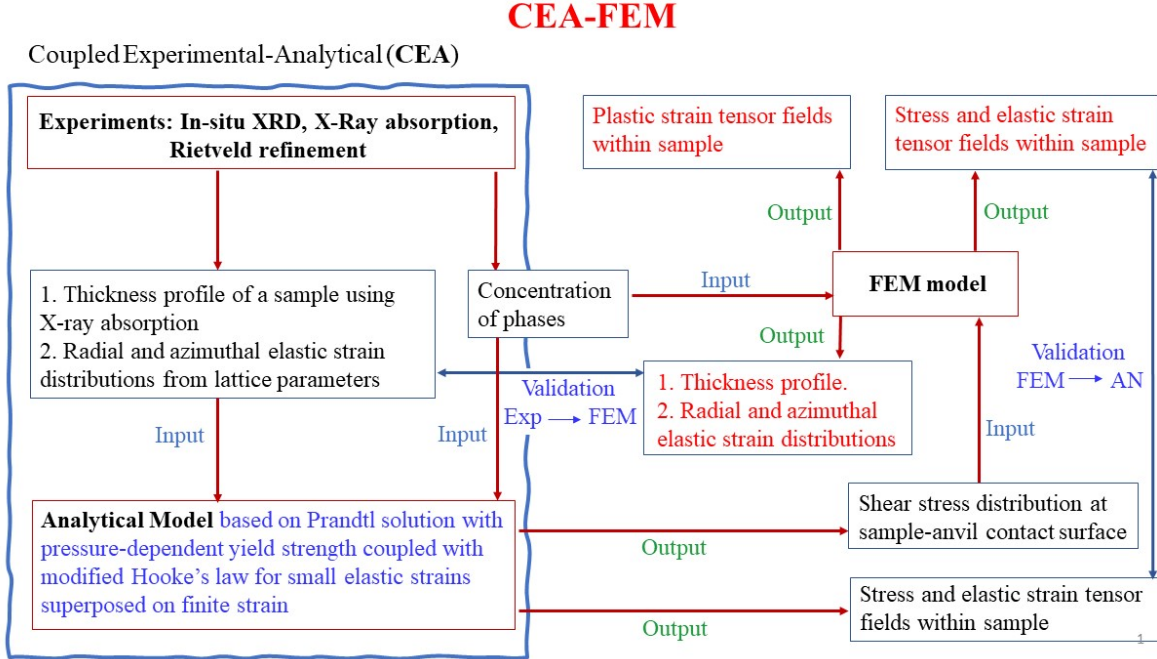 CEA-FEM
Coupled Experimental-Analytical (CEA)
Experiments: In-situ XRD, X-Ray absorption,
Rietveld refinement
Plastic strain tensor fields
within sample
Stress and elastic strain
tensor fields within sample
Output
Output
1. Thickness profile of a sample using
X-ray absorption
2. Radial and azimuthal elastic strain
distributions from lattice parameters
Concentration
of phases
Input
FEM model
Output
Validation
FEM → AN
Validation
Exp → FEM
1. Thickness profile.
2. Radial and azimuthal
elastic strain distributions
Input
Input
Input
Analytical Model based on Prandtl solution with
pressure-dependent yield strength coupled with
modified Hooke's law for small elastic strains
superposed on finite strain
Output
Shear stress distribution at
sample-anvil contact surface
Output
Stress and elastic strain tensor
fields within sample
1